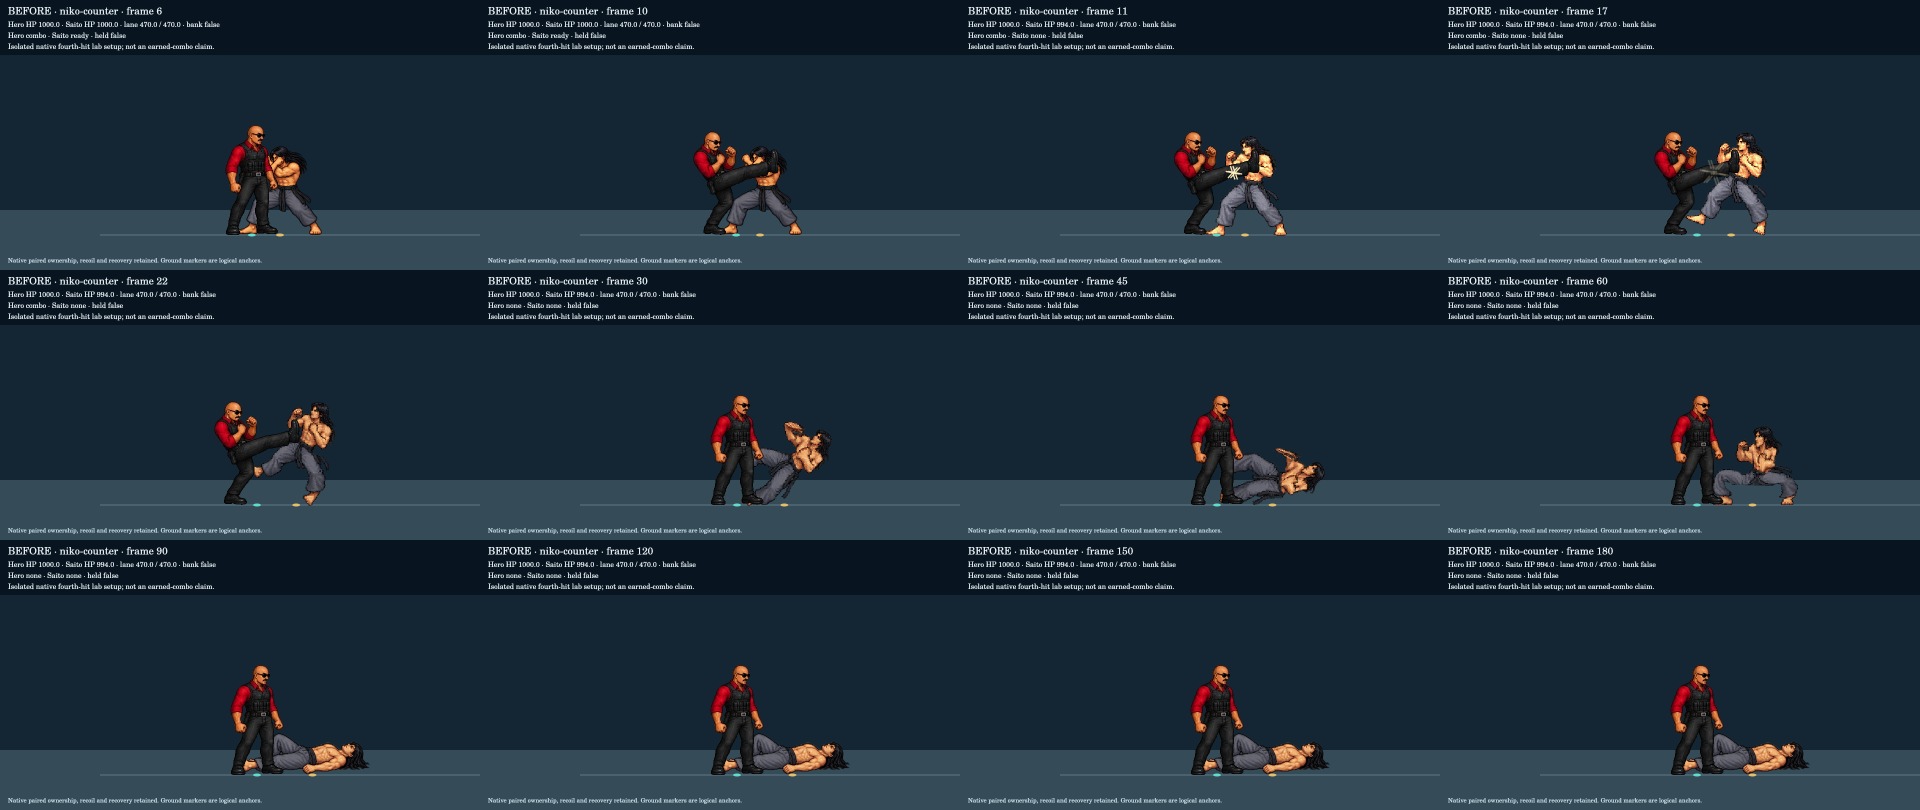 BEFORE · niko-counter · frame 6
Hero HP 1000.0 · Saito HP 1000.0 · lane 470.0 / 470.0 · bank false
Hero combo · Saito ready · held false
Isolated native fourth-hit lab setup; not an earned-combo claim.
Native paired ownership, recoil and recovery retained. Ground markers are logical anchors.
BEFORE · niko-counter · frame 10
Hero HP 1000.0 · Saito HP 1000.0 · lane 470.0 / 470.0 · bank false
Hero combo · Saito ready · held false
Isolated native fourth-hit lab setup; not an earned-combo claim.
Native paired ownership, recoil and recovery retained. Ground markers are logical anchors.
BEFORE · niko-counter · frame 11
Hero HP 1000.0 · Saito HP 994.0 · lane 470.0 / 470.0 · bank false
Hero combo · Saito none · held false
Isolated native fourth-hit lab setup; not an earned-combo claim.
Native paired ownership, recoil and recovery retained. Ground markers are logical anchors.
BEFORE · niko-counter · frame 17
Hero HP 1000.0 · Saito HP 994.0 · lane 470.0 / 470.0 · bank false
Hero combo · Saito none · held false
Isolated native fourth-hit lab setup; not an earned-combo claim.
Native paired ownership, recoil and recovery retained. Ground markers are logical anchors.
BEFORE · niko-counter · frame 22
Hero HP 1000.0 · Saito HP 994.0 · lane 470.0 / 470.0 · bank false
Hero combo · Saito none · held false
Isolated native fourth-hit lab setup; not an earned-combo claim.
Native paired ownership, recoil and recovery retained. Ground markers are logical anchors.
BEFORE · niko-counter · frame 30
Hero HP 1000.0 · Saito HP 994.0 · lane 470.0 / 470.0 · bank false
Hero none · Saito none · held false
Isolated native fourth-hit lab setup; not an earned-combo claim.
Native paired ownership, recoil and recovery retained. Ground markers are logical anchors.
BEFORE · niko-counter · frame 45
Hero HP 1000.0 · Saito HP 994.0 · lane 470.0 / 470.0 · bank false
Hero none · Saito none · held false
Isolated native fourth-hit lab setup; not an earned-combo claim.
Native paired ownership, recoil and recovery retained. Ground markers are logical anchors.
BEFORE · niko-counter · frame 60
Hero HP 1000.0 · Saito HP 994.0 · lane 470.0 / 470.0 · bank false
Hero none · Saito none · held false
Isolated native fourth-hit lab setup; not an earned-combo claim.
Native paired ownership, recoil and recovery retained. Ground markers are logical anchors.
BEFORE · niko-counter · frame 90
Hero HP 1000.0 · Saito HP 994.0 · lane 470.0 / 470.0 · bank false
Hero none · Saito none · held false
Isolated native fourth-hit lab setup; not an earned-combo claim.
Native paired ownership, recoil and recovery retained. Ground markers are logical anchors.
BEFORE · niko-counter · frame 120
Hero HP 1000.0 · Saito HP 994.0 · lane 470.0 / 470.0 · bank false
Hero none · Saito none · held false
Isolated native fourth-hit lab setup; not an earned-combo claim.
Native paired ownership, recoil and recovery retained. Ground markers are logical anchors.
BEFORE · niko-counter · frame 150
Hero HP 1000.0 · Saito HP 994.0 · lane 470.0 / 470.0 · bank false
Hero none · Saito none · held false
Isolated native fourth-hit lab setup; not an earned-combo claim.
Native paired ownership, recoil and recovery retained. Ground markers are logical anchors.
BEFORE · niko-counter · frame 180
Hero HP 1000.0 · Saito HP 994.0 · lane 470.0 / 470.0 · bank false
Hero none · Saito none · held false
Isolated native fourth-hit lab setup; not an earned-combo claim.
Native paired ownership, recoil and recovery retained. Ground markers are logical anchors.